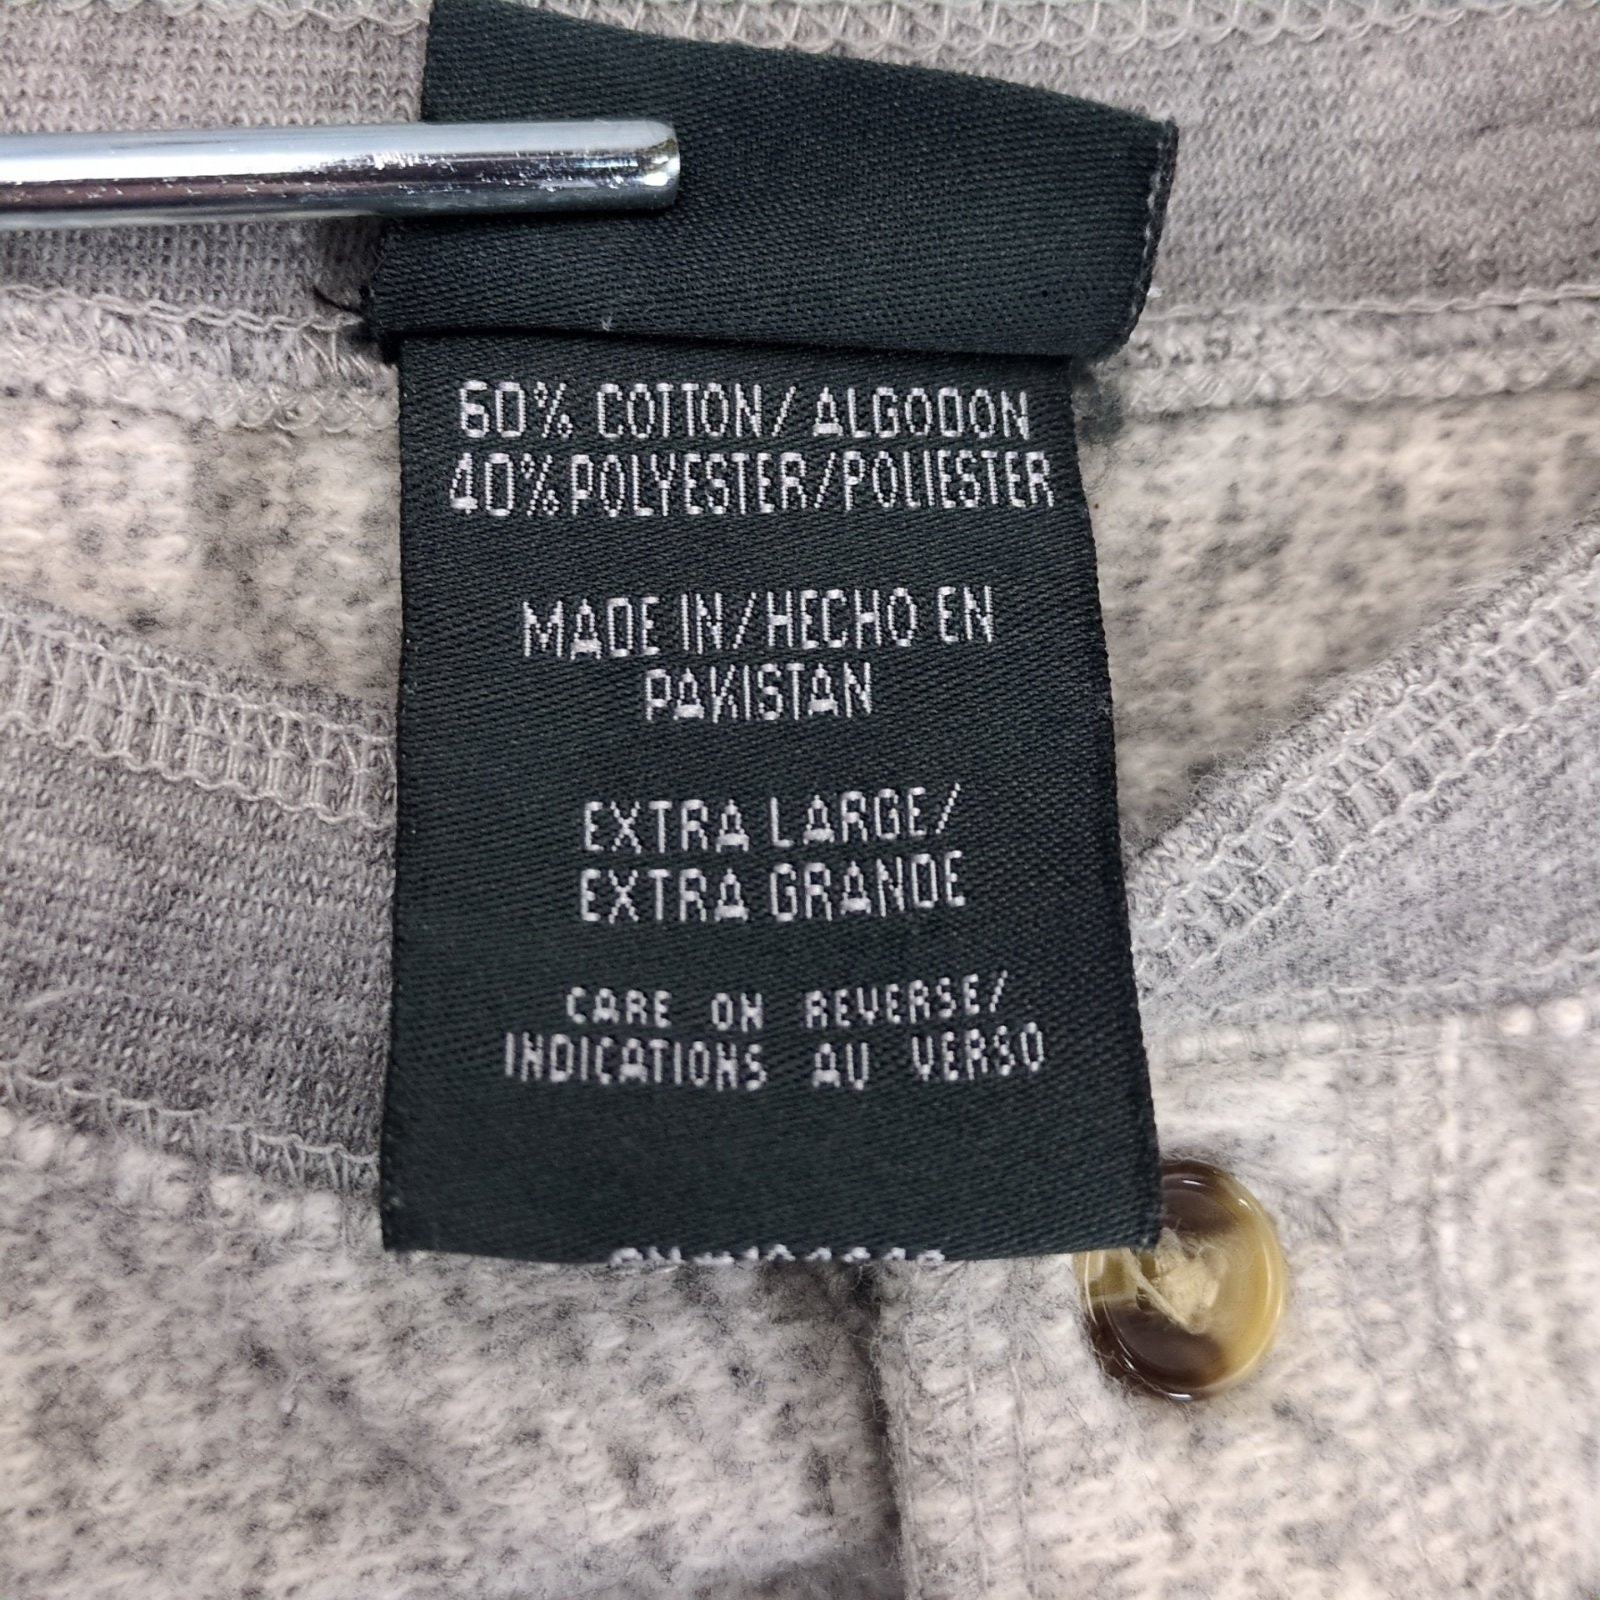 60% COTTON/ALGODON
40% POLYESTER/POLIESTER
MADE IN/HECHO EN
PAKISTAN
EXTRA LARGE/
EXTRA GRANDE
CARE ON REVERSE/
INDICATIONS AU VERSO